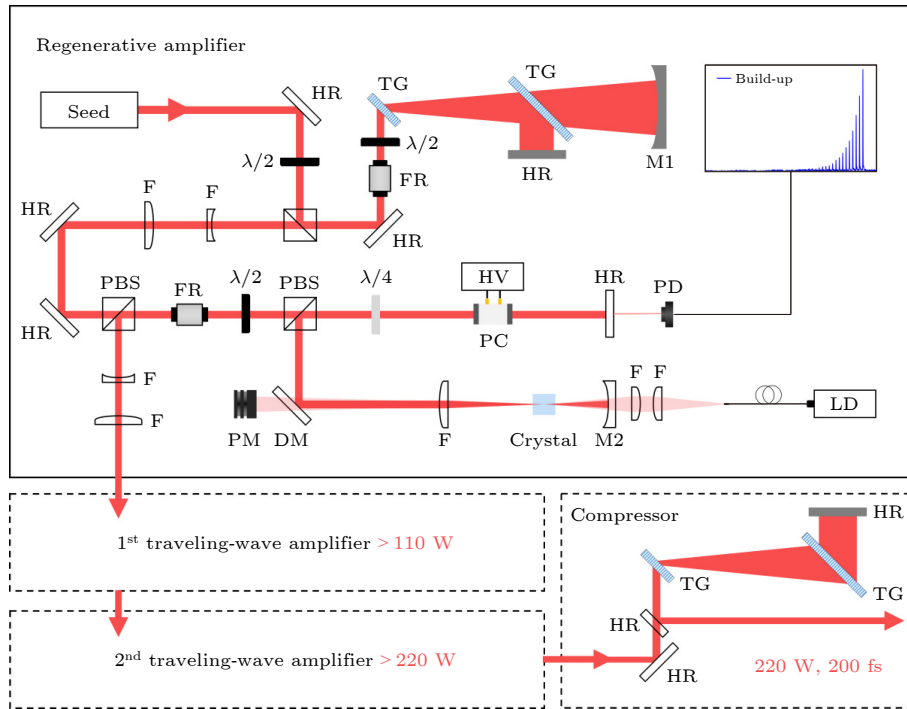 Regenerative amplifier
Seed
HR
TG
TG
Build-up
λ/2
λ/2
FR
HR
M1
F
F
HR
HR
PBS
FR
λ/2
PBS
λ/4
HV
HR
PD
HR
PC
F
F
PM
DM
F
Crystal
M2
F
F
LD
1st traveling-wave amplifier > 110 W
2nd traveling-wave amplifier > 220 W
Compressor
HR
TG
TG
HR
HR
220 W, 200 fs